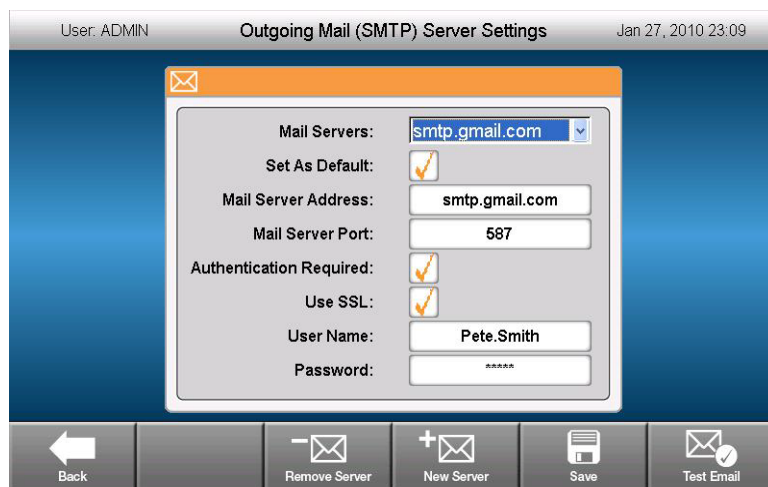 User: ADMIN Outgoing Mail (SMTP) Server Settings Jan 27, 2010 23:09
Mail Servers: smtp.gmail.com
Set As Default:
Mail Server Address: smtp.gmail.com
Mail Server Port: 587
Authentication Required:
Use SSL:
User Name: Pete.Smith
Password: *****
Back Remove Server New Server Save Test Email